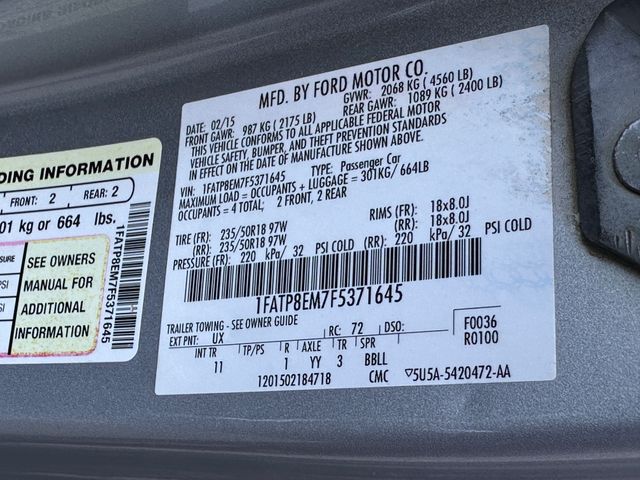 DING INFORMATION
FRONT: 2 REAR: 2
01 kg or 664 lbs.
SURE
PSI
SI
SEE OWNERS
MANUAL FOR
ADDITIONAL
INFORMATION
1FATP8EM7F5371645
MFD. BY FORD MOTOR CO.
02/15 GVWR: 2068 KG (4560 LB)
FRONT GAWR: 987 KG (2175 LB) REAR GAWR: 1089 KG (2400 LB)
THIS VEHICLE CONFORMS TO ALL APPLICABLE FEDERAL MOTOR
VEHICLE SAFETY, BUMPER, AND THEFT PREVENTION STANDARDS
IN EFFECT ON THE DATE OF MANUFACTURE SHOWN ABOVE.
VIN: 1FATP8EM7F5371645 TYPE: Passenger Car
MAXIMUM LOAD = OCCUPANTS + LUGGAGE = 301KG/664LB
OCCUPANTS = 4 TOTAL, 2 FRONT, 2 REAR
TIRE (FR): 235/50R18 97W RIMS (FR): 18x8.0J
(RR): 235/50R18 97W (RR): 18x8.0J
PRESSURE (FR): 220 kPa/ 32 PSI COLD (RR): 220 kPa/ 32 PSI COLD
1FATP8EM7F5371645
TRAILER TOWING - SEE OWNER GUIDE
EXT PNT: UX RC: 72 DSO: F0036
INT TR TP/PS R AXLE TR SPR R0100
11 1 YY 3 BBLL
1201502184718 CMC ▽5U5A-5420472-AA